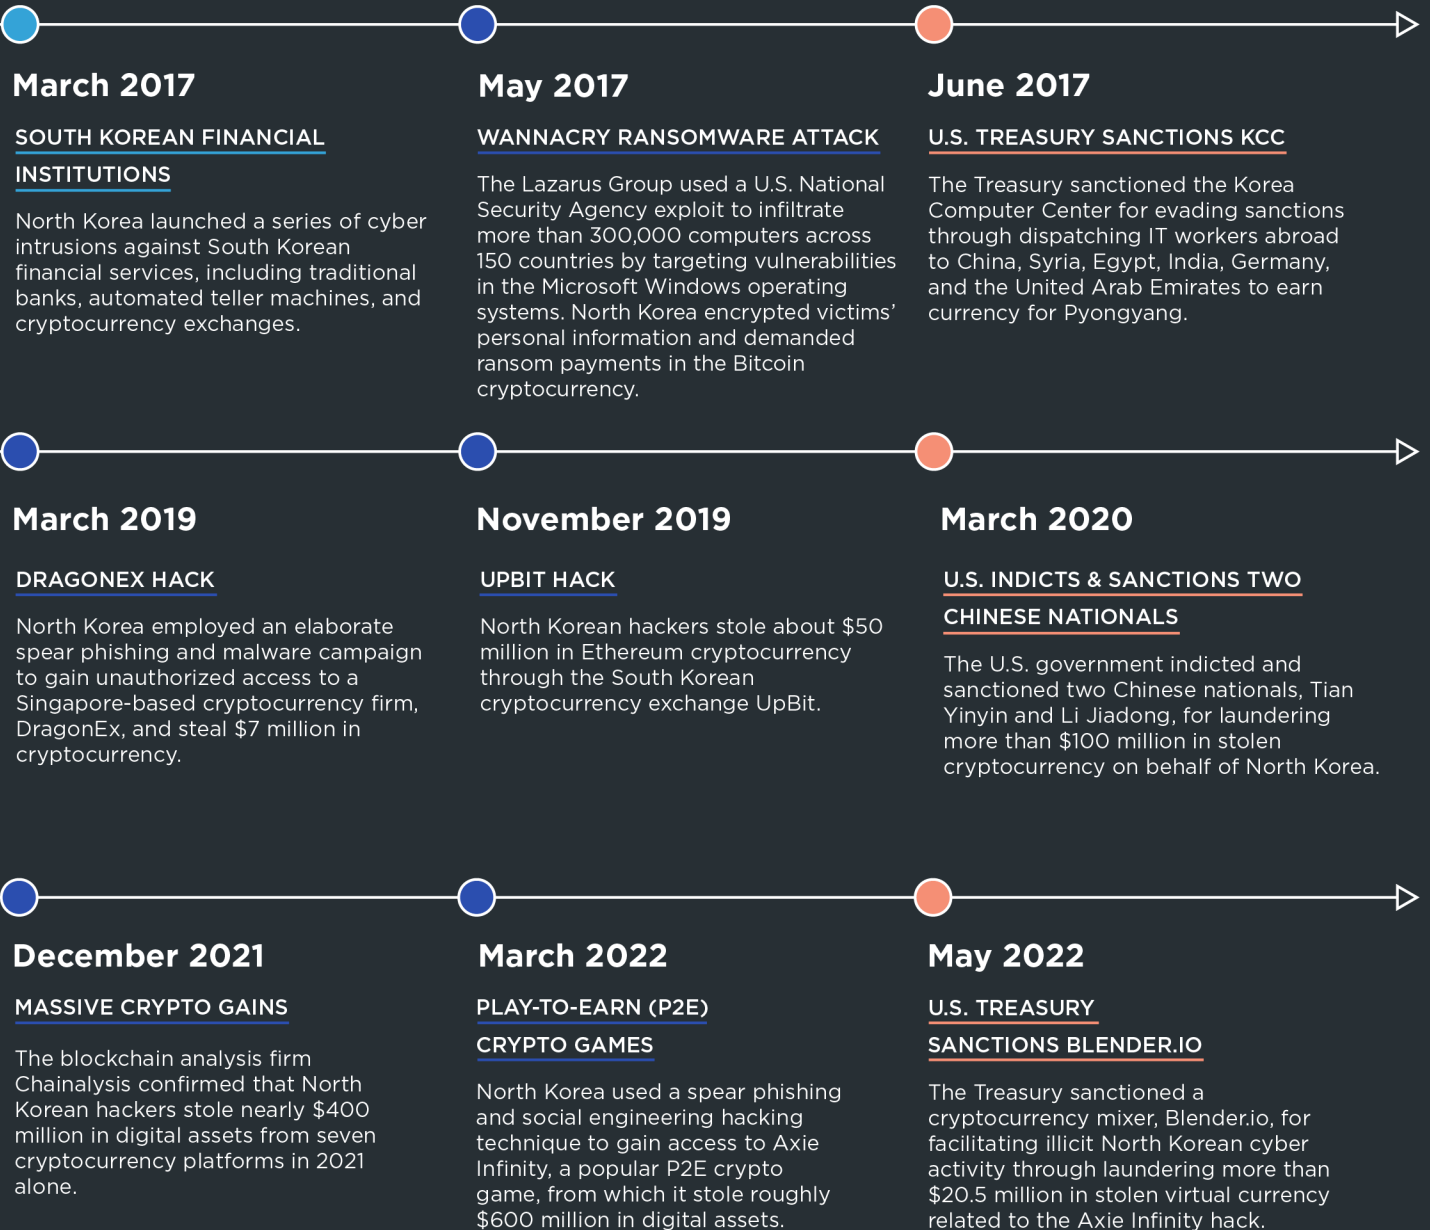 March 2017
SOUTH KOREAN FINANCIAL
INSTITUTIONS
North Korea launched a series of cyber
intrusions against South Korean
financial services, including traditional
banks, automated teller machines, and
cryptocurrency exchanges.
May 2017
WANNACRY RANSOMWARE ATTACK
The Lazarus Group used a U.S. National
Security Agency exploit to infiltrate
more than 300,000 computers across
150 countries by targeting vulnerabilities
in the Microsoft Windows operating
systems. North Korea encrypted victims’
personal information and demanded
ransom payments in the Bitcoin
cryptocurrency.
June 2017
U.S. TREASURY SANCTIONS KCC
The Treasury sanctioned the Korea
Computer Center for evading sanctions
through dispatching IT workers abroad
to China, Syria, Egypt, India, Germany,
and the United Arab Emirates to earn
currency for Pyongyang.
March 2019
DRAGONEX HACK
North Korea employed an elaborate
spear phishing and malware campaign
to gain unauthorized access to a
Singapore-based cryptocurrency firm,
DragonEx, and steal $7 million in
cryptocurrency.
November 2019
UPBIT HACK
North Korean hackers stole about $50
million in Ethereum cryptocurrency
through the South Korean
cryptocurrency exchange UpBit.
March 2020
U.S. INDICTS & SANCTIONS TWO
CHINESE NATIONALS
The U.S. government indicted and
sanctioned two Chinese nationals, Tian
Yinyin and Li Jiadong, for laundering
more than $100 million in stolen
cryptocurrency on behalf of North Korea.
December 2021
MASSIVE CRYPTO GAINS
The blockchain analysis firm
Chainalysis confirmed that North
Korean hackers stole nearly $400
million in digital assets from seven
cryptocurrency platforms in 2021
alone.
March 2022
PLAY-TO-EARN (P2E)
CRYPTO GAMES
North Korea used a spear phishing
and social engineering hacking
technique to gain access to Axie
Infinity, a popular P2E crypto
game, from which it stole roughly
$600 million in digital assets.
May 2022
U.S. TREASURY
SANCTIONS BLENDER.IO
The Treasury sanctioned a
cryptocurrency mixer, Blender.io, for
facilitating illicit North Korean cyber
activity through laundering more than
$20.5 million in stolen virtual currency
related to the Axie Infinity hack.